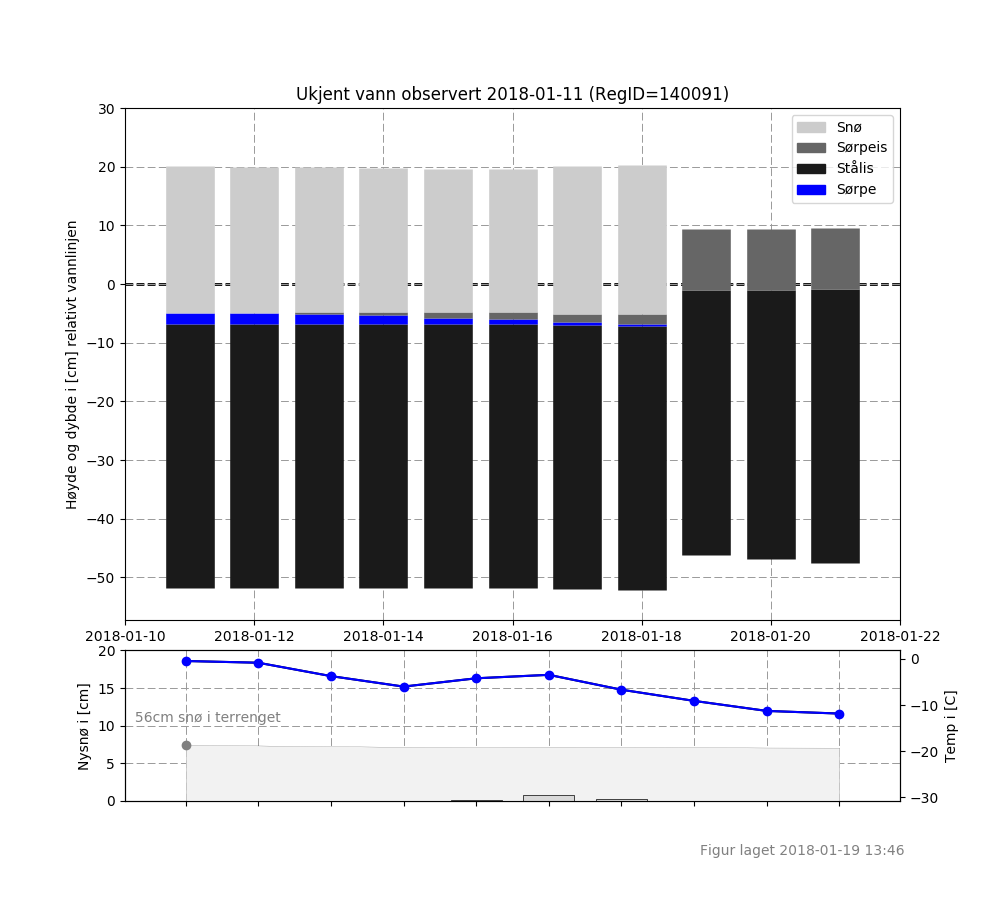 Ukjent vann observert 2018-01-11 (RegID=140091)
30
20
10
0
−10
−20
−30
−40
−50
Høyde og dybde i [cm] relativt vannlinjen
Snø
Sørpeis
Stålis
Sørpe
2018-01-10 2018-01-12 2018-01-14 2018-01-16 2018-01-18 2018-01-20 2018-01-22
20
15
10
5
0
Nysnø i [cm]
56cm snø i terrenget
0
−10
−20
−30
Temp i [C]
Figur laget 2018-01-19 13:46